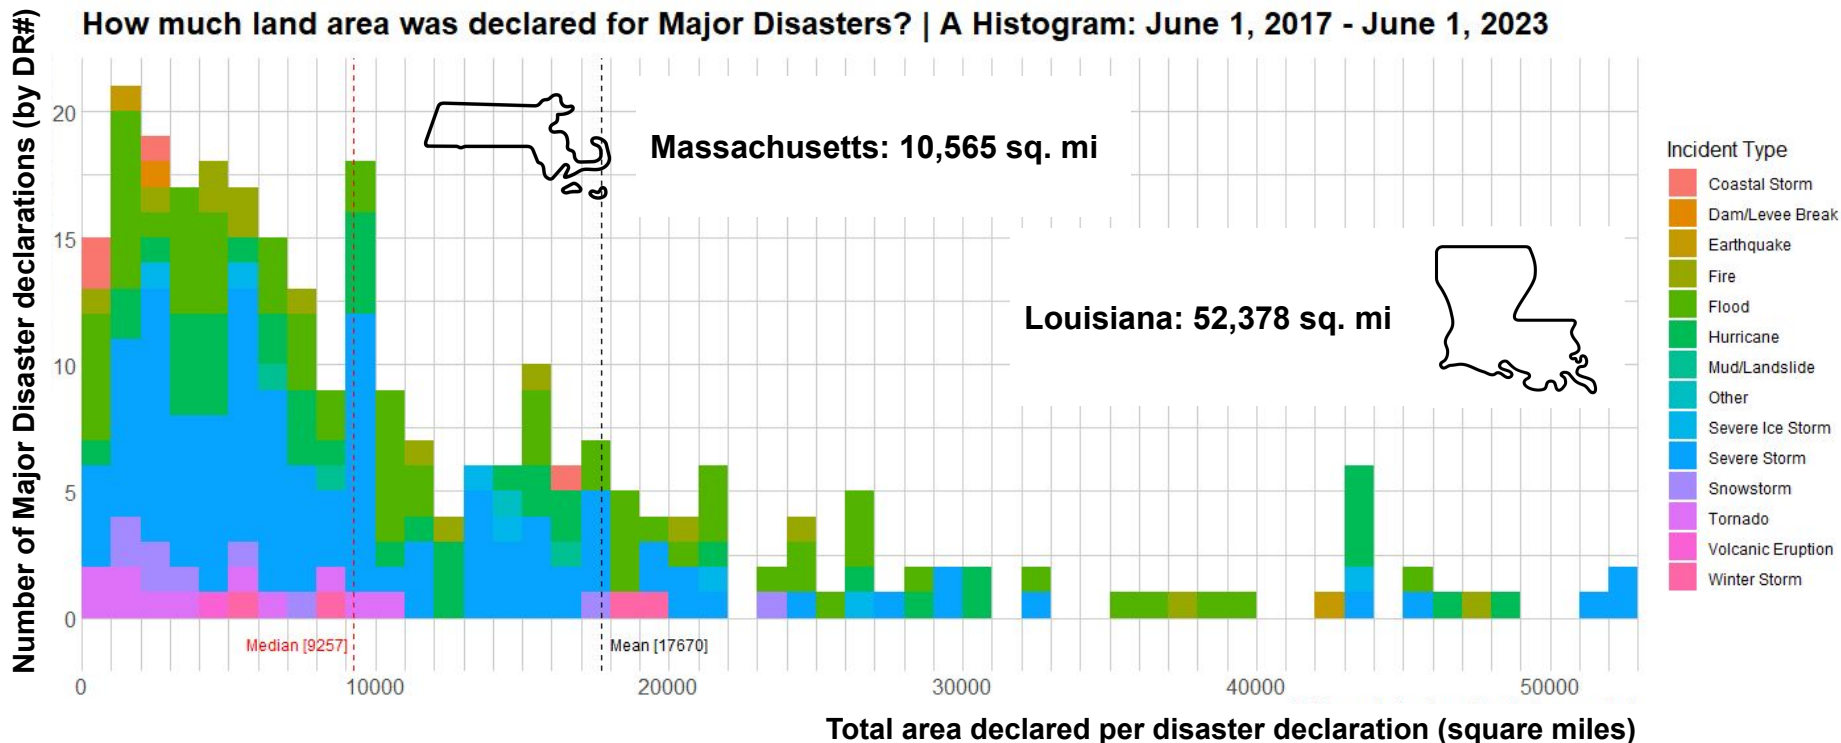 How much land area was declared for Major Disasters? | A Histogram: June 1, 2017 - June 1, 2023
Number of Major Disaster declarations (by DR#)
20
15
10
5
0
Massachusetts: 10,565 sq. mi
Louisiana: 52,378 sq. mi
Median [9257]
Mean [17670]
0
10000
20000
30000
40000
50000
Total area declared per disaster declaration (square miles)
Incident Type
Coastal Storm
Dam/Levee Break
Earthquake
Fire
Flood
Hurricane
Mud/Landslide
Other
Severe Ice Storm
Severe Storm
Snowstorm
Tornado
Volcanic Eruption
Winter Storm